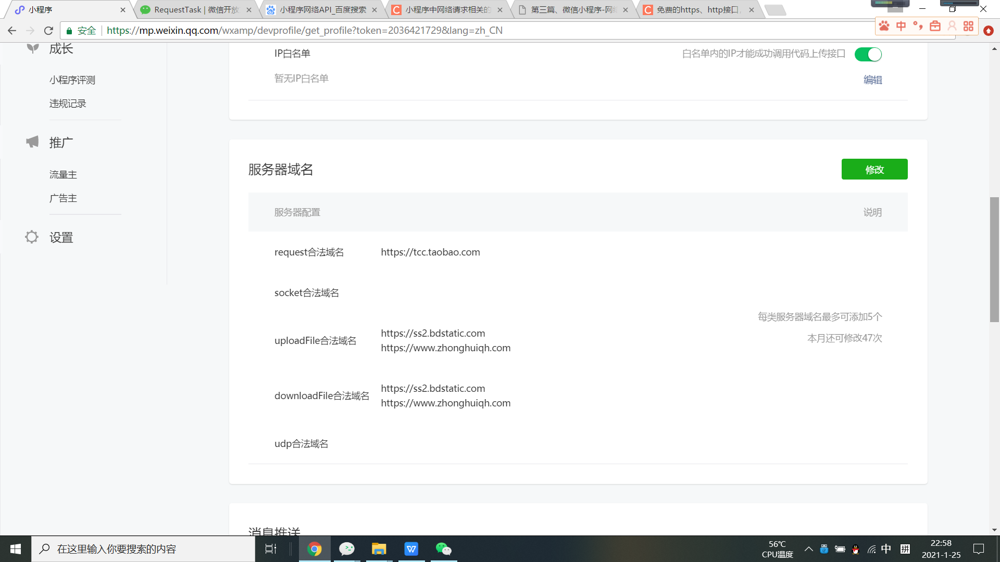 小程序
RequestTask | 微信开放
小程序网络API_百度搜索
小程序中网络请求相关的
第三篇、微信小程序-网
免费的https、http接口
安全
https://mp.weixin.qq.com/wxamp/devprofile/get_profile?token=2036421729&lang=zh_CN
中
成长
小程序评测
违规记录
推广
流量主
广告主
设置
IP白名单
白名单内的IP才能成功调用代码上传接口
暂无IP白名单
编辑
服务器域名
修改
服务器配置
说明
request合法域名
https://tcc.taobao.com
socket合法域名
每类服务器域名最多可添加5个
本月还可修改47次
uploadFile合法域名
https://ss2.bdstatic.com
https://www.zhonghuiqh.com
downloadFile合法域名
https://ss2.bdstatic.com
https://www.zhonghuiqh.com
udp合法域名
消息推送
在这里输入你要搜索的内容
56℃
CPU温度
中
拼
22:58
2021-1-25